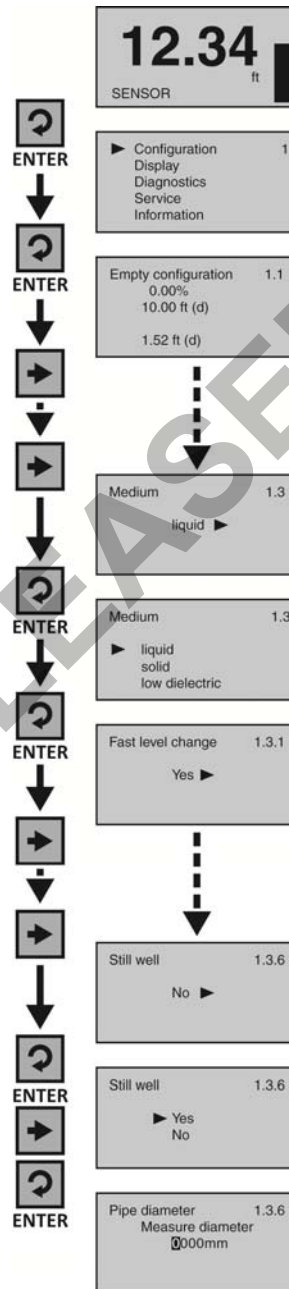 12.34
ft
SENSOR
ENTER
► Configuration 1
Display
Diagnostics
Service
Information
ENTER
Empty configuration 1.1
0.00%
10.00 ft (d)
1.52 ft (d)
Medium 1.3
liquid ►
ENTER
Medium 1.3
► liquid
solid
low dielectric
ENTER
Fast level change 1.3.1
Yes ►
Still well 1.3.6
No ►
ENTER
Still well 1.3.6
► Yes
No
ENTER
Pipe diameter 1.3.6
Measure diameter
0000mm
LEASE